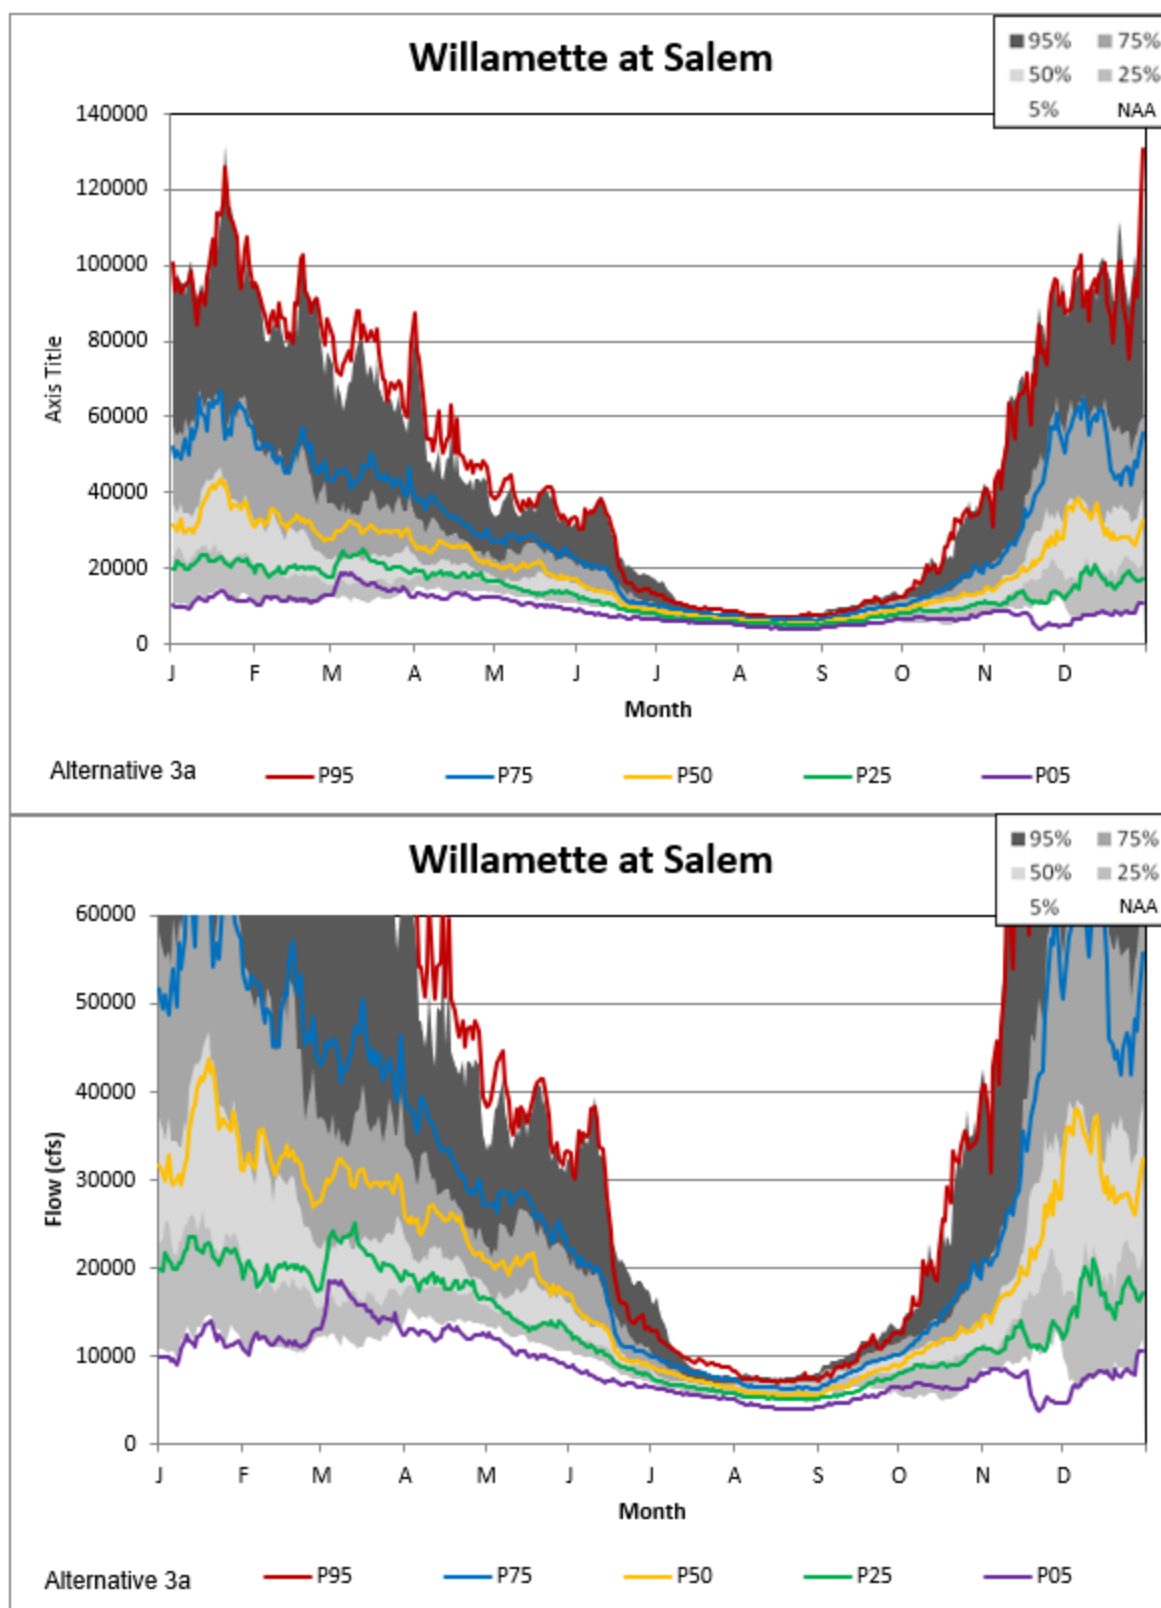 Willamette at Salem
95% 75%
50% 25%
5% NAA
140000
120000
100000
80000
60000
40000
20000
0
Axis Title
J F M A M J J A S O N D
Month
Alternative 3a P95 P75 P50 P25 P05
Willamette at Salem
95% 75%
50% 25%
5% NAA
60000
50000
40000
30000
20000
10000
0
Flow (cfs)
J F M A M J J A S O N D
Month
Alternative 3a P95 P75 P50 P25 P05